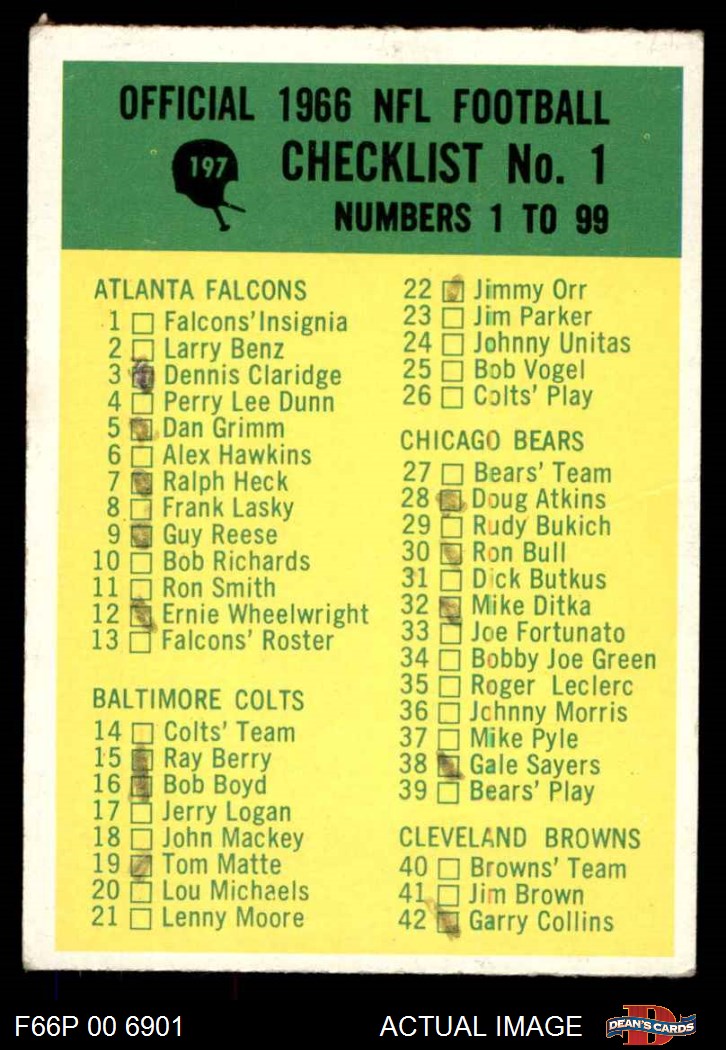 OFFICIAL 1966 NFL FOOTBALL
197
CHECKLIST No. 1
NUMBERS 1 TO 99
ATLANTA FALCONS
1 Falcons' Insignia
2 Larry Benz
3 Dennis Claridge
4 Perry Lee Dunn
5 Dan Grimm
6 Alex Hawkins
7 Ralph Heck
8 Frank Lasky
9 Guy Reese
10 Bob Richards
11 Ron Smith
12 Ernie Wheelwright
13 Falcons' Roster
BALTIMORE COLTS
14 Colts' Team
15 Ray Berry
16 Bob Boyd
17 Jerry Logan
18 John Mackey
19 Tom Matte
20 Lou Michaels
21 Lenny Moore
22 Jimmy Orr
23 Jim Parker
24 Johnny Unitas
25 Bob Vogel
26 Colts' Play
CHICAGO BEARS
27 Bears' Team
28 Doug Atkins
29 Rudy Bukich
30 Ron Bull
31 Dick Butkus
32 Mike Ditka
33 Joe Fortunato
34 Bobby Joe Green
35 Roger Leclerc
36 Johnny Morris
37 Mike Pyle
38 Gale Sayers
39 Bears' Play
CLEVELAND BROWNS
40 Browns' Team
41 Jim Brown
42 Garry Collins
F66P 00 6901
ACTUAL IMAGE
DEAN'S CARDS